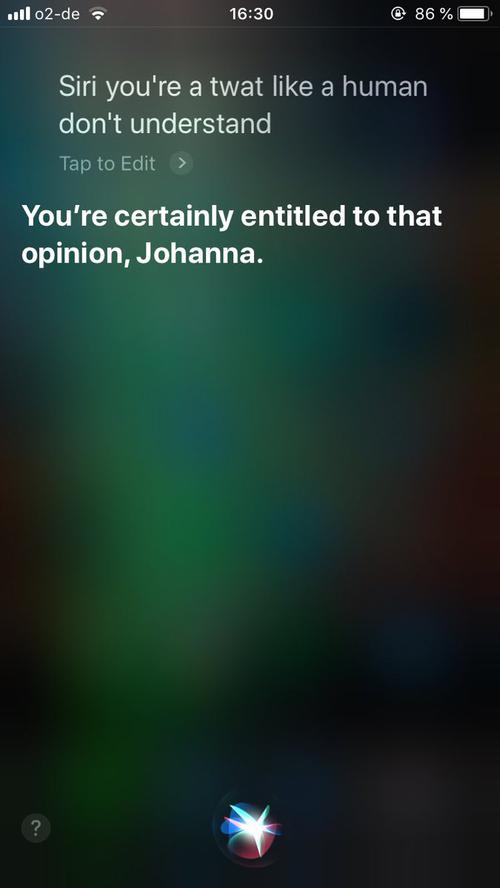 o2-de 16:30 86 %
Siri you're a twat like a human
don't understand
Tap to Edit >
You’re certainly entitled to that
opinion, Johanna.
?